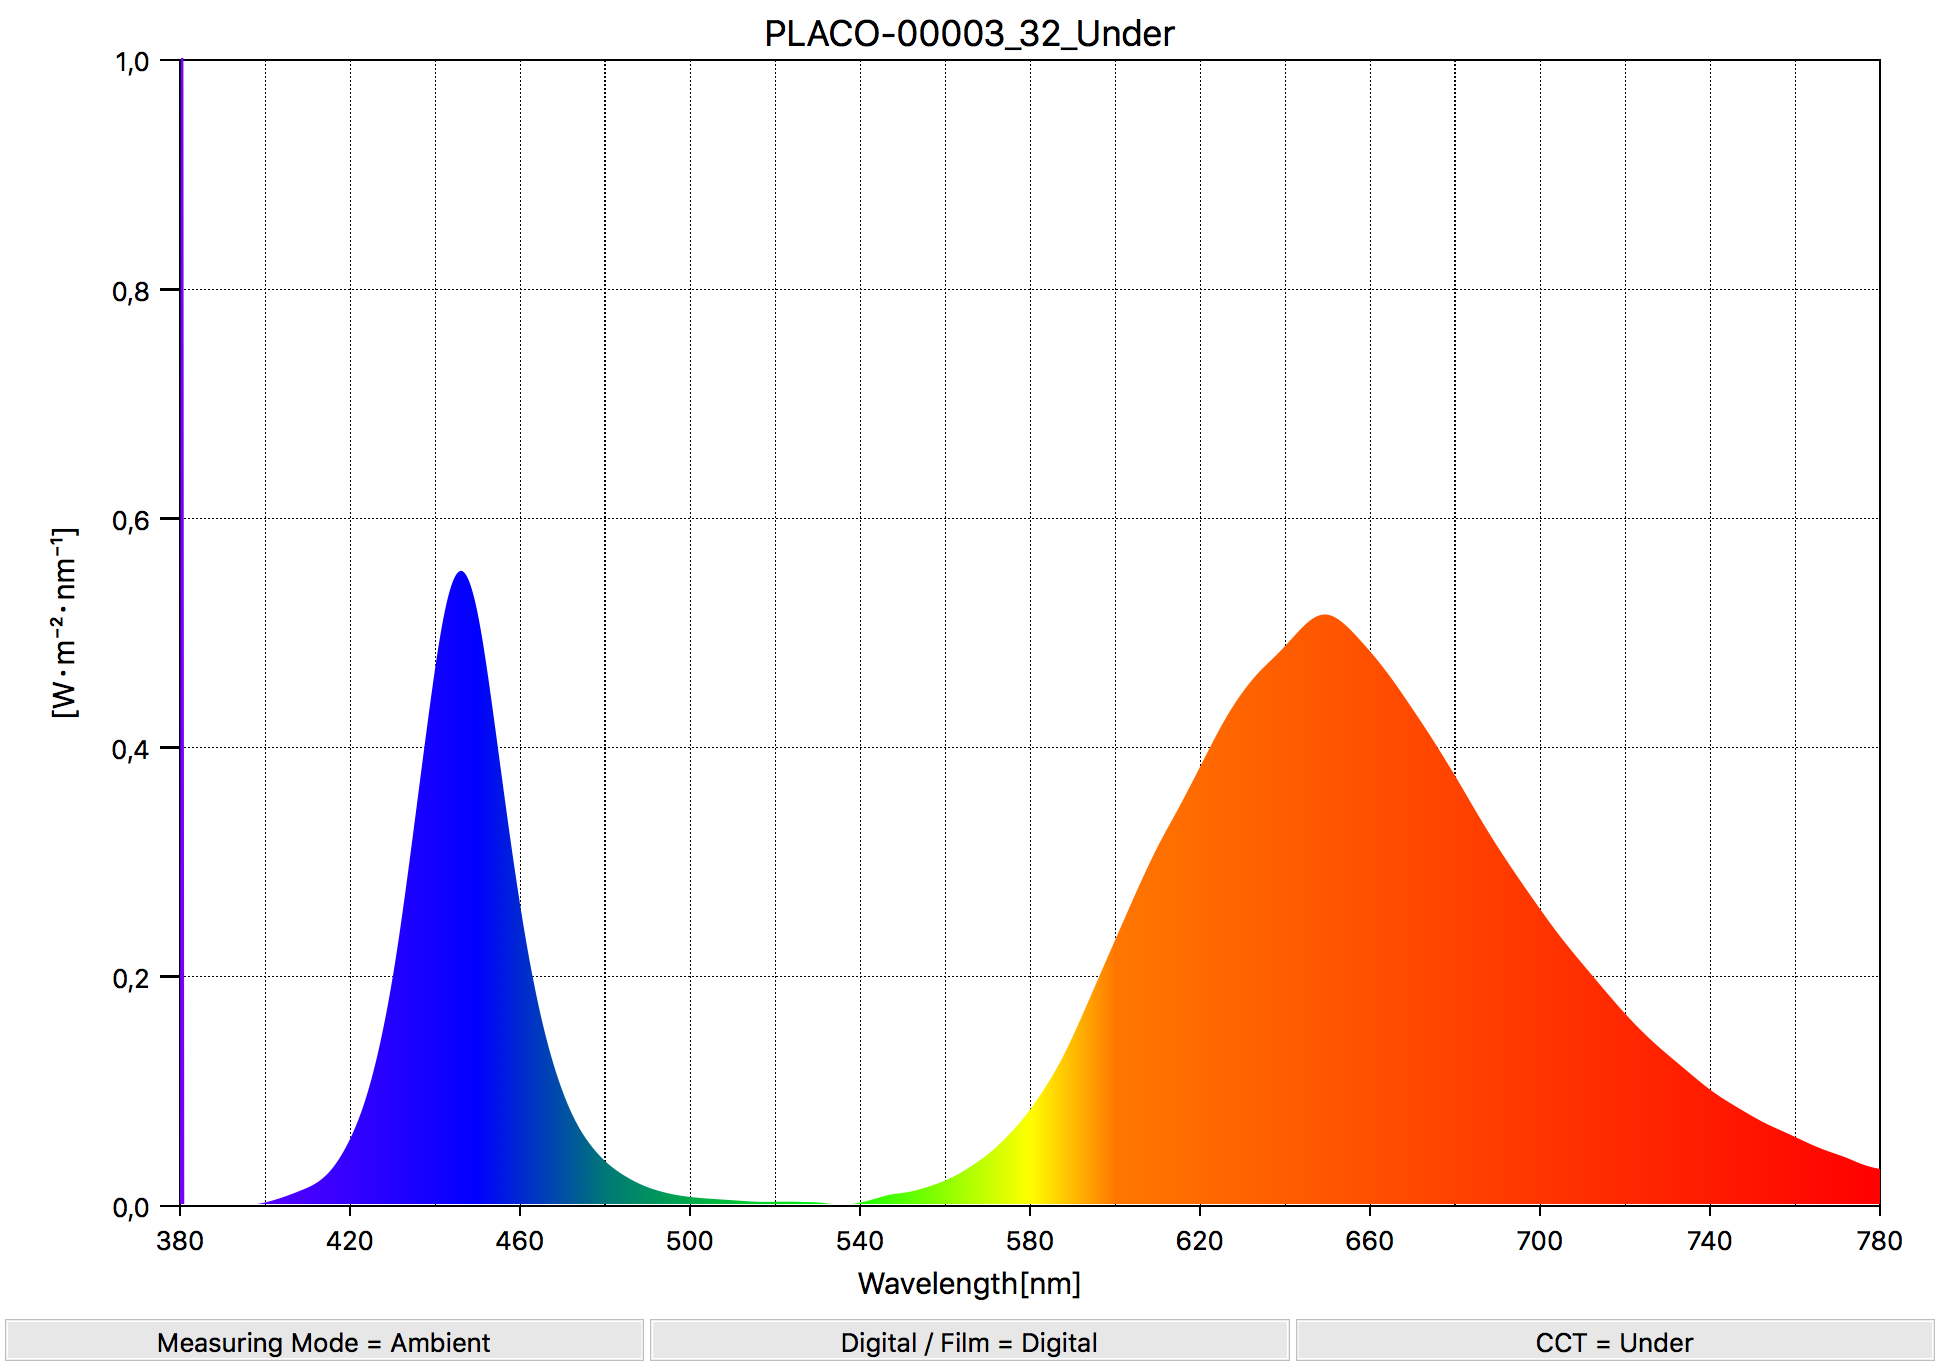 PLACO-00003_32_Under
1,0
0,8
0,6
0,4
0,2
0,0
[W·m⁻²·nm⁻¹]
380 420 460 500 540 580 620 660 700 740 780
Wavelength[nm]
Measuring Mode = Ambient
Digital / Film = Digital
CCT = Under